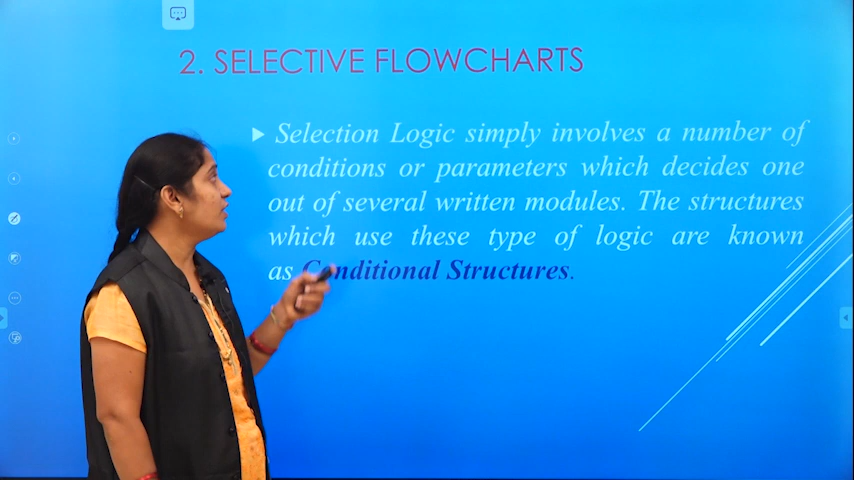 2. SELECTIVE FLOWCHARTS
Selection Logic simply involves a number of
conditions or parameters which decides one
out of several written modules. The structures
which use these type of logic are known
as Conditional Structures.